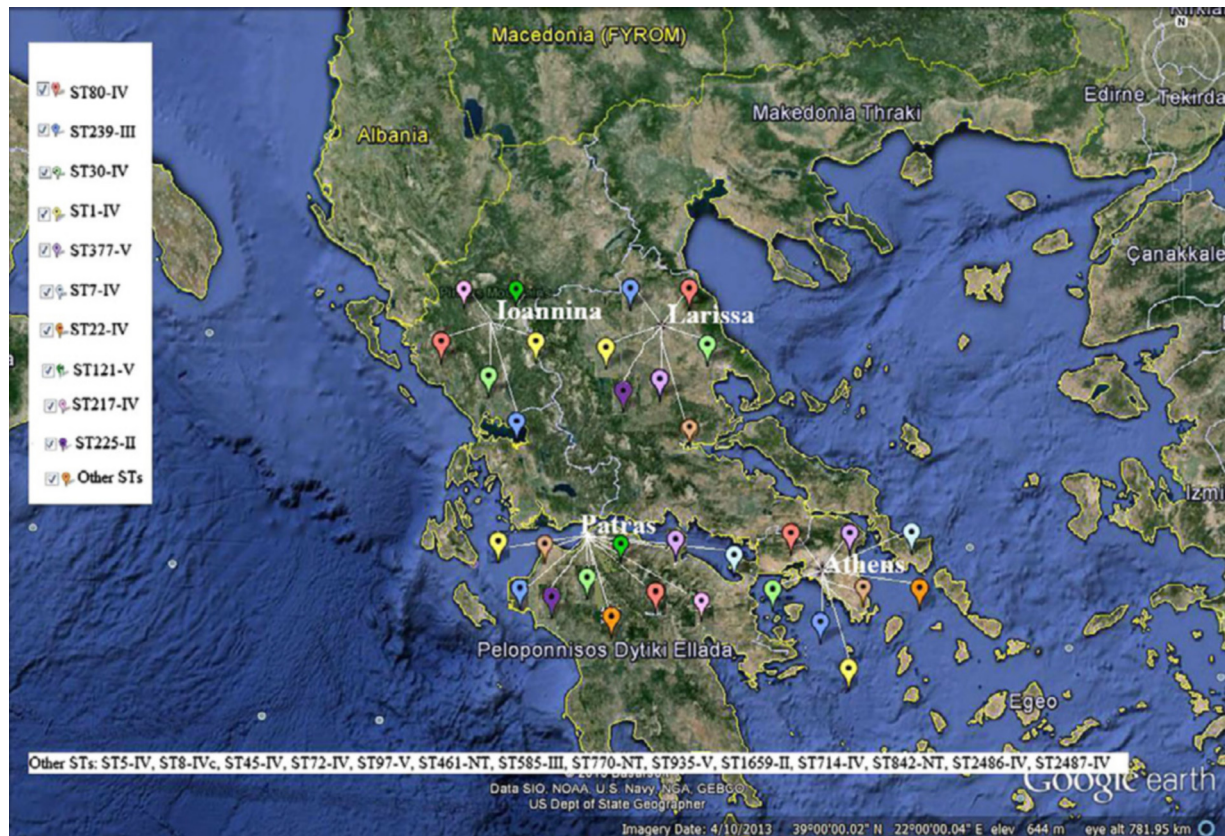 Kirkla
N
Macedonia (FYROM)
Edirne
Tekirda
Makedonia Thraki
ST80-IV
ST239-III
Albania
ST30-IV
ST1-IV
ST377-V
Çanakkale
ST7-IV
Ioannina
Larissa
ST22-IV
ST121-V
ST217-IV
ST225-II
Other STs
Izmi
Patras
Athens
Peloponnisos Dytiki Ellada
Egeo
Other STs: ST5-IV, ST8-IVc, ST45-IV, ST72-IV, ST97-V, ST461-NT, ST585-III, ST770-NT, ST935-V, ST1659-II, ST714-IV, ST842-NT, ST2486-IV, ST2487-IV
Data SIO, NOAA, U.S. Navy, NGA, GEBCO
US Dept of State Geographer
Google earth
Imagery Date: 4/10/2013 39°00'00.02" N 22°00'00.04" E elev 644 m eye alt 781.95 km